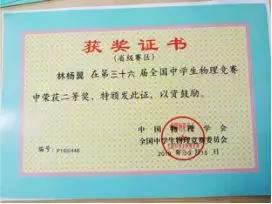 获奖证书
(省级赛区)
林杨翼 在第三十六届全国中学生物理竞赛
中荣获二等奖，特颁发此证，以资鼓励。
中国物理学会
全国中学生物理竞赛委员会
编号：